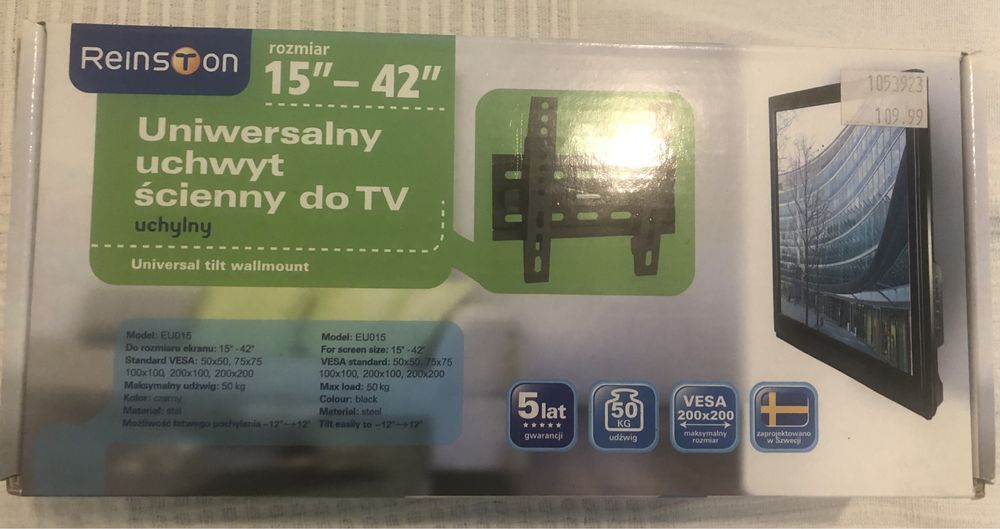 ReinsTon
rozmiar
15" – 42"
Uniwersalny
uchwyt
ścienny do TV
uchylny
Universal tilt wallmount
1053923
109.99
Model: EU015
Do rozmiaru ekranu: 15" -42"
Standard VESA: 50x50, 75x75
100x100, 200x100, 200x200
Maksymalny udźwig: 50 kg
Kolor: czarny
Materiał: stal
Możliwość łatwego pochylania -12°~+12°
Model: EU015
For screen size: 15" -42"
VESA standard: 50x50, 75x75
100x100, 200x100, 200x200
Max load: 50 kg
Colour: black
Material: steel
Tilt easily to -12°~+12°
5 lat
gwarancji
50
KG
udźwig
VESA
200x200
maksymalny
rozmiar
zaprojektowano
w Szwecji